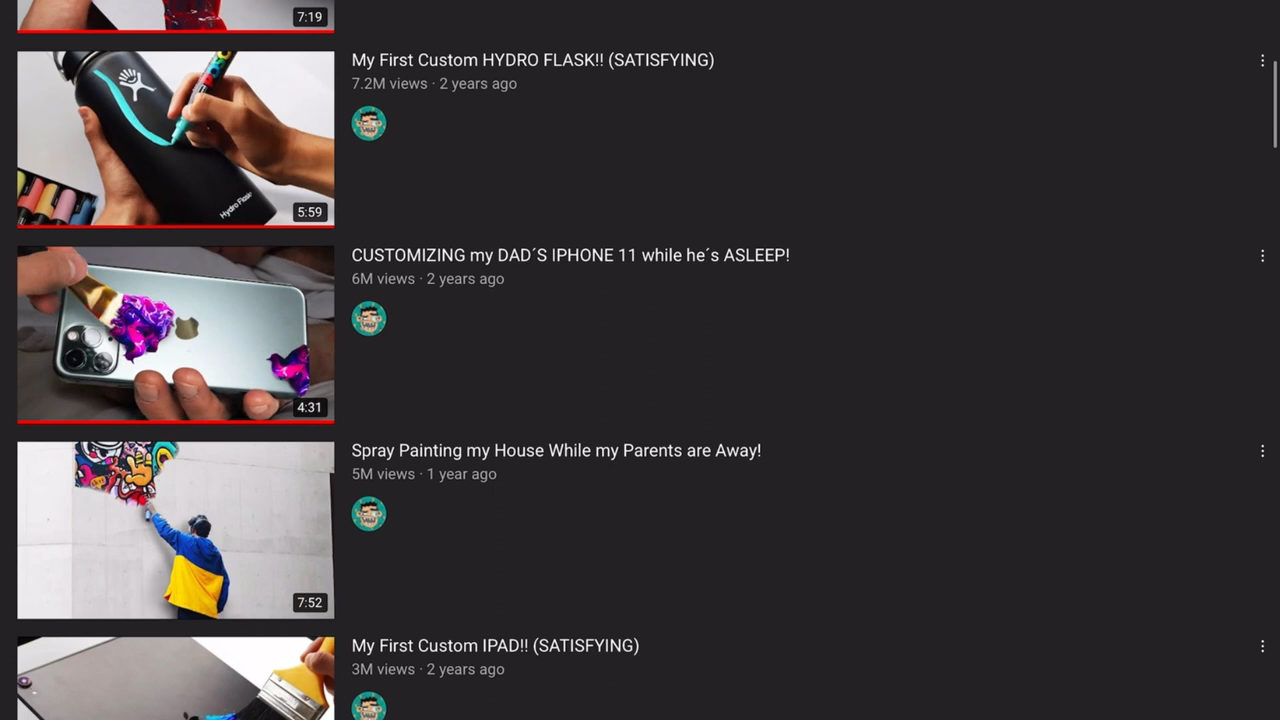 7:19
My First Custom HYDRO FLASK!! (SATISFYING)
7.2M views · 2 years ago
Hydro Flask
5:59
CUSTOMIZING my DAD´S IPHONE 11 while he´s ASLEEP!
6M views · 2 years ago
4:31
Spray Painting my House While my Parents are Away!
5M views · 1 year ago
7:52
My First Custom IPAD!! (SATISFYING)
3M views · 2 years ago